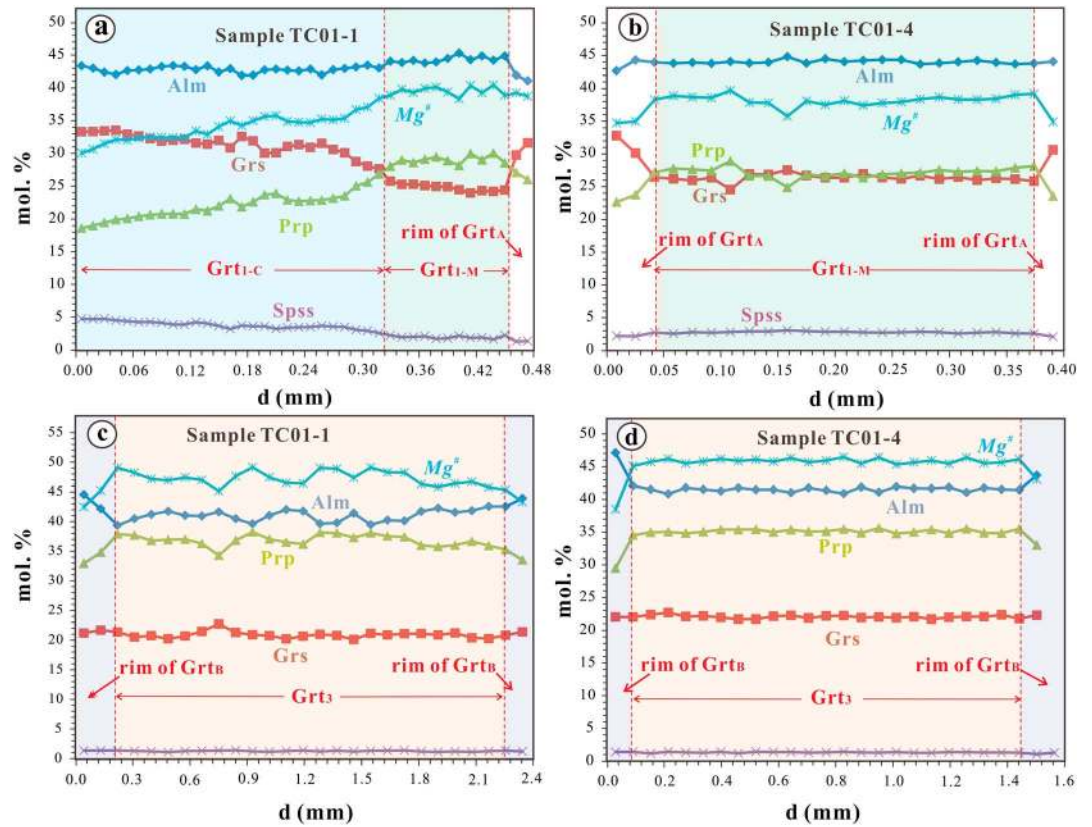 a
Sample TC01-1
mol. %
50
45
40
35
30
25
20
15
10
5
0
Alm
Mg#
Grs
Prp
rim of GrtA
Grt1-C
Grt1-M
Spss
0.00 0.06 0.12 0.18 0.24 0.30 0.36 0.42 0.48
d (mm)
b
Sample TC01-4
mol. %
50
45
40
35
30
25
20
15
10
5
0
Alm
Mg#
Prp
Grs
rim of GrtA
rim of GrtA
Grt1-M
Spss
0.00 0.05 0.10 0.15 0.20 0.25 0.30 0.35 0.40
d (mm)
c
Sample TC01-1
mol. %
55
50
45
40
35
30
25
20
15
10
5
0
Mg#
Alm
Prp
Grs
rim of GrtB
rim of GrtB
Grt3
0.0 0.3 0.6 0.9 1.2 1.5 1.8 2.1 2.4
d (mm)
d
Sample TC01-4
mol. %
50
45
40
35
30
25
20
15
10
5
0
Mg#
Alm
Prp
Grs
rim of GrtB
rim of GrtB
Grt3
0.0 0.2 0.4 0.6 0.8 1.0 1.2 1.4 1.6
d (mm)